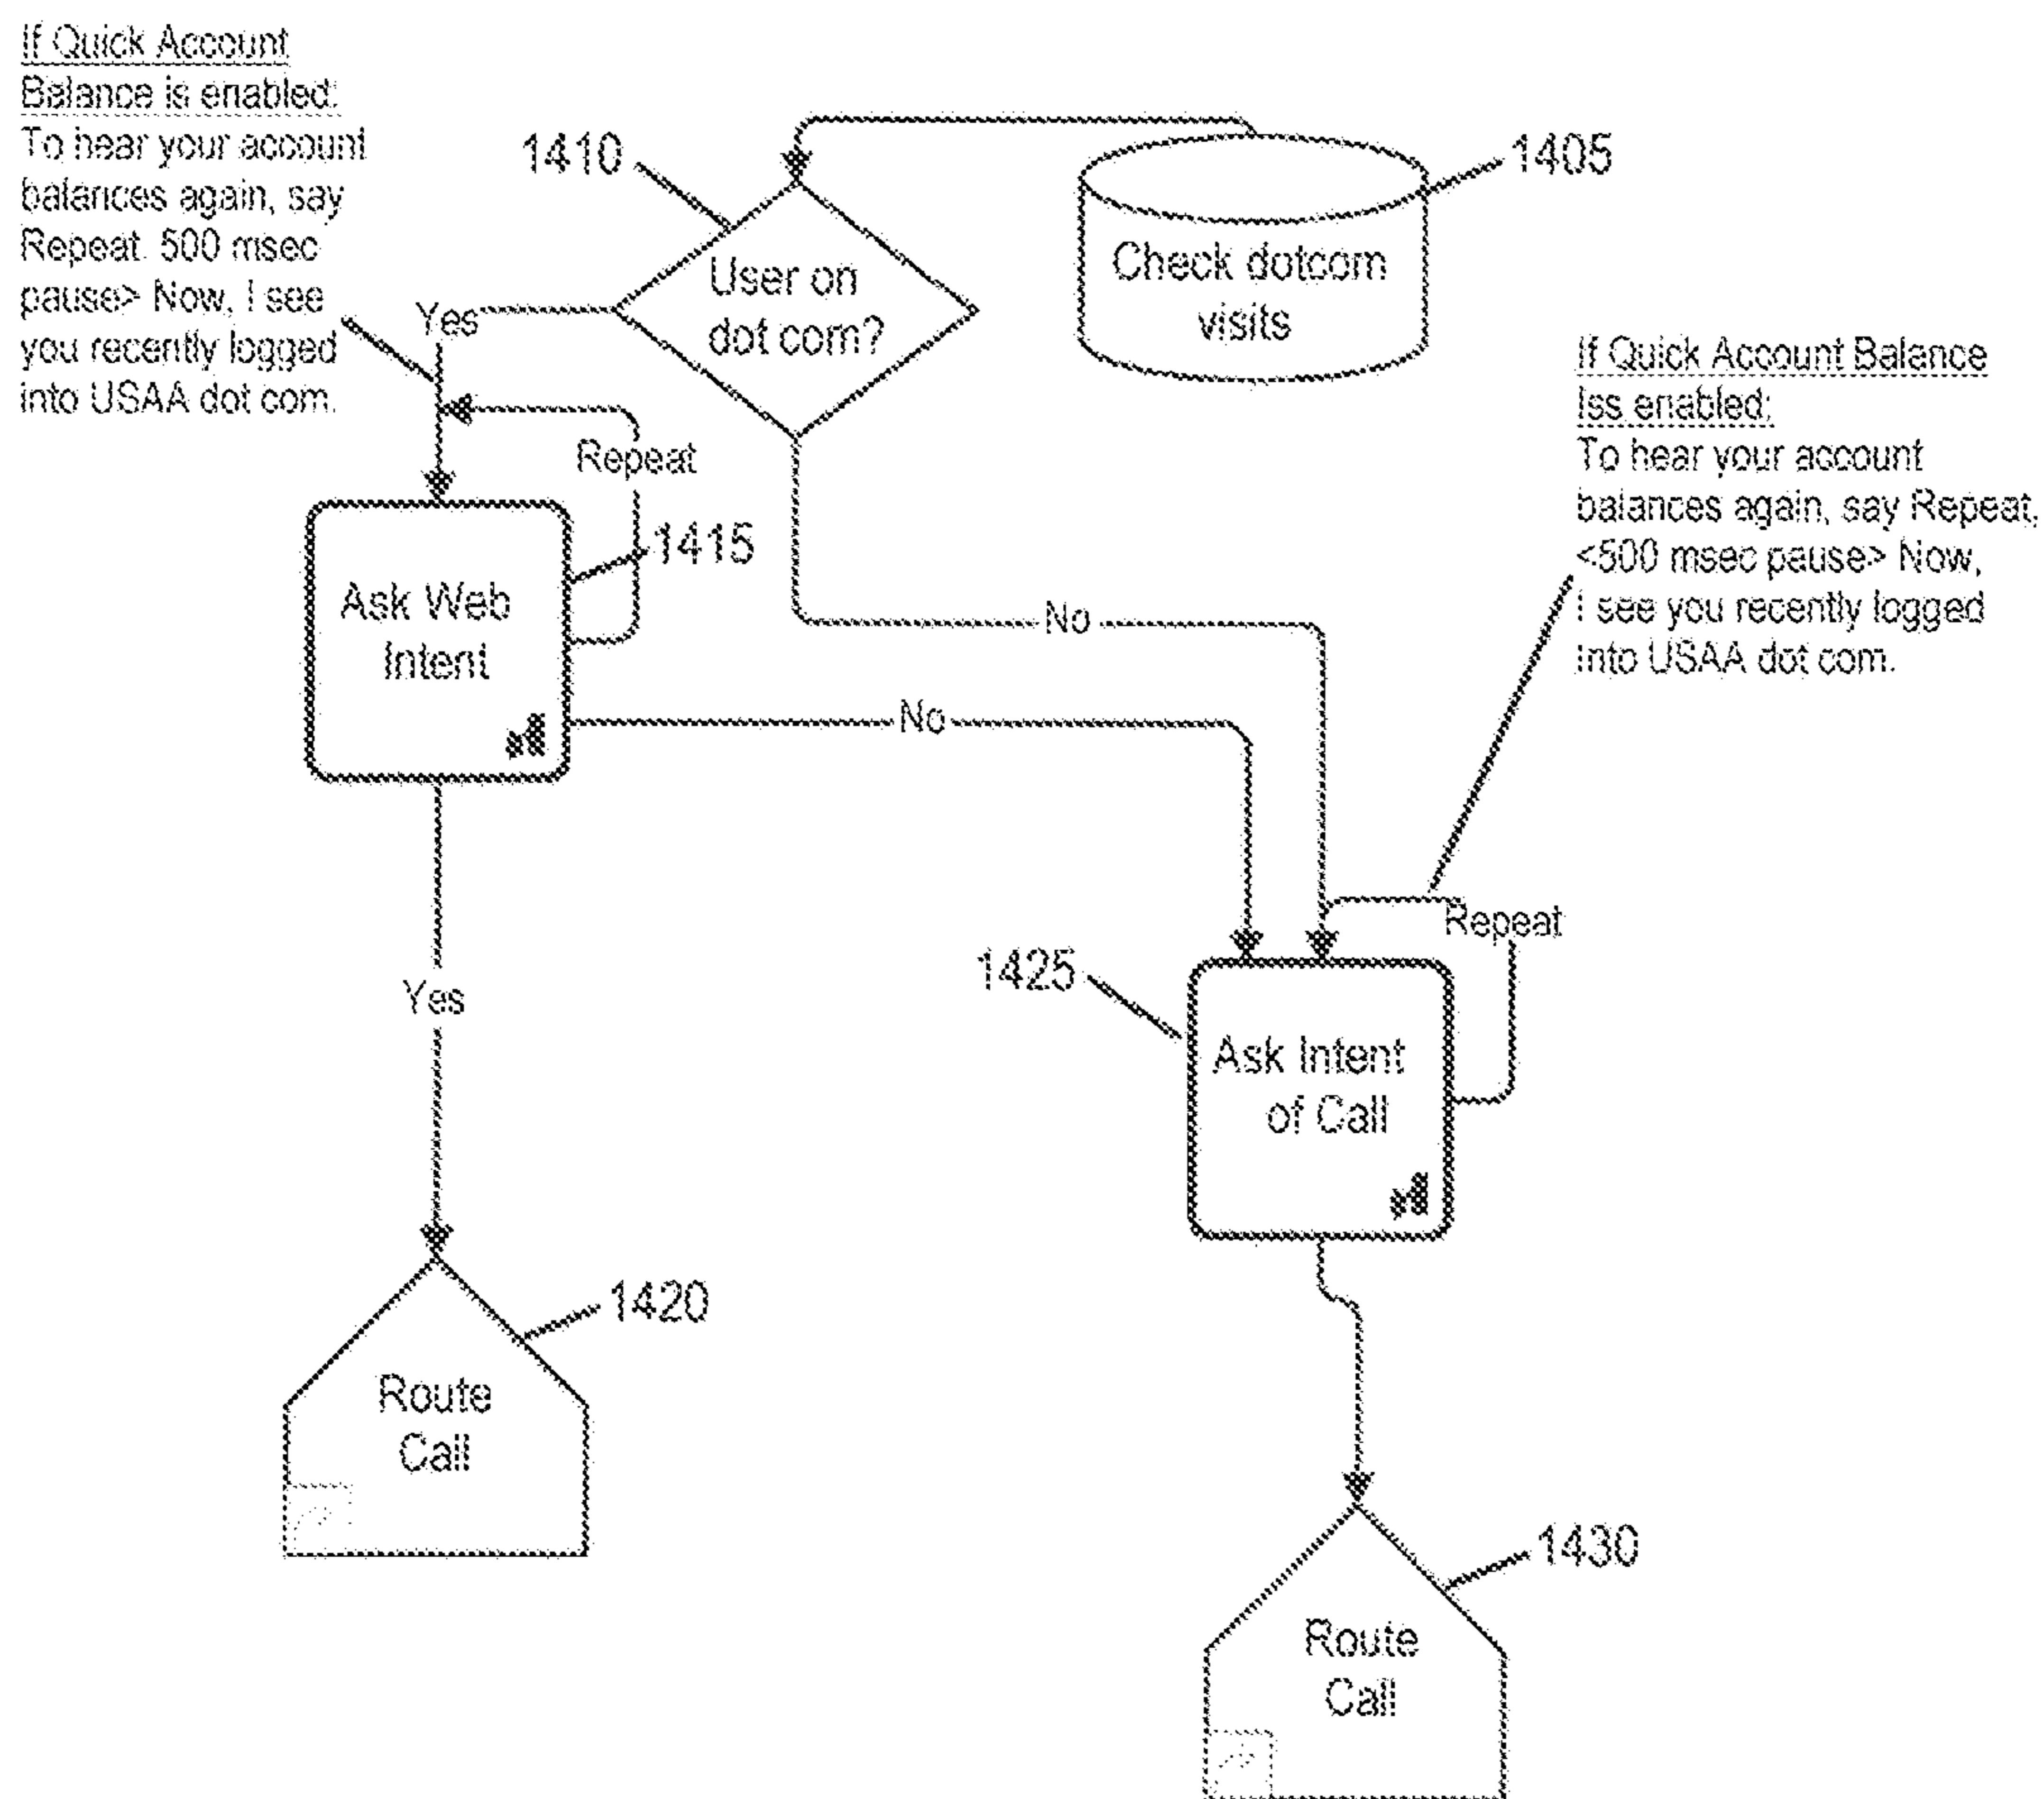 If Quick Account
Balance is enabled:
To hear your account
balances again, say
Repeat. 500 msec
pause> Now, I see
you recently logged
into USAA dot com.
1410
1405
User on
dot com?
Check dotcom
visits
Yes
Repeat
If Quick Account Balance
Iss enabled:
To hear your account
balances again, say Repeat,
<500 msec pause> Now,
I see you recently logged
into USAA dot com.
1415
Ask Web
Intent
No
No
Yes
Repeat
1425
Ask Intent
of Call
1420
Route
Call
1430
Route
Call